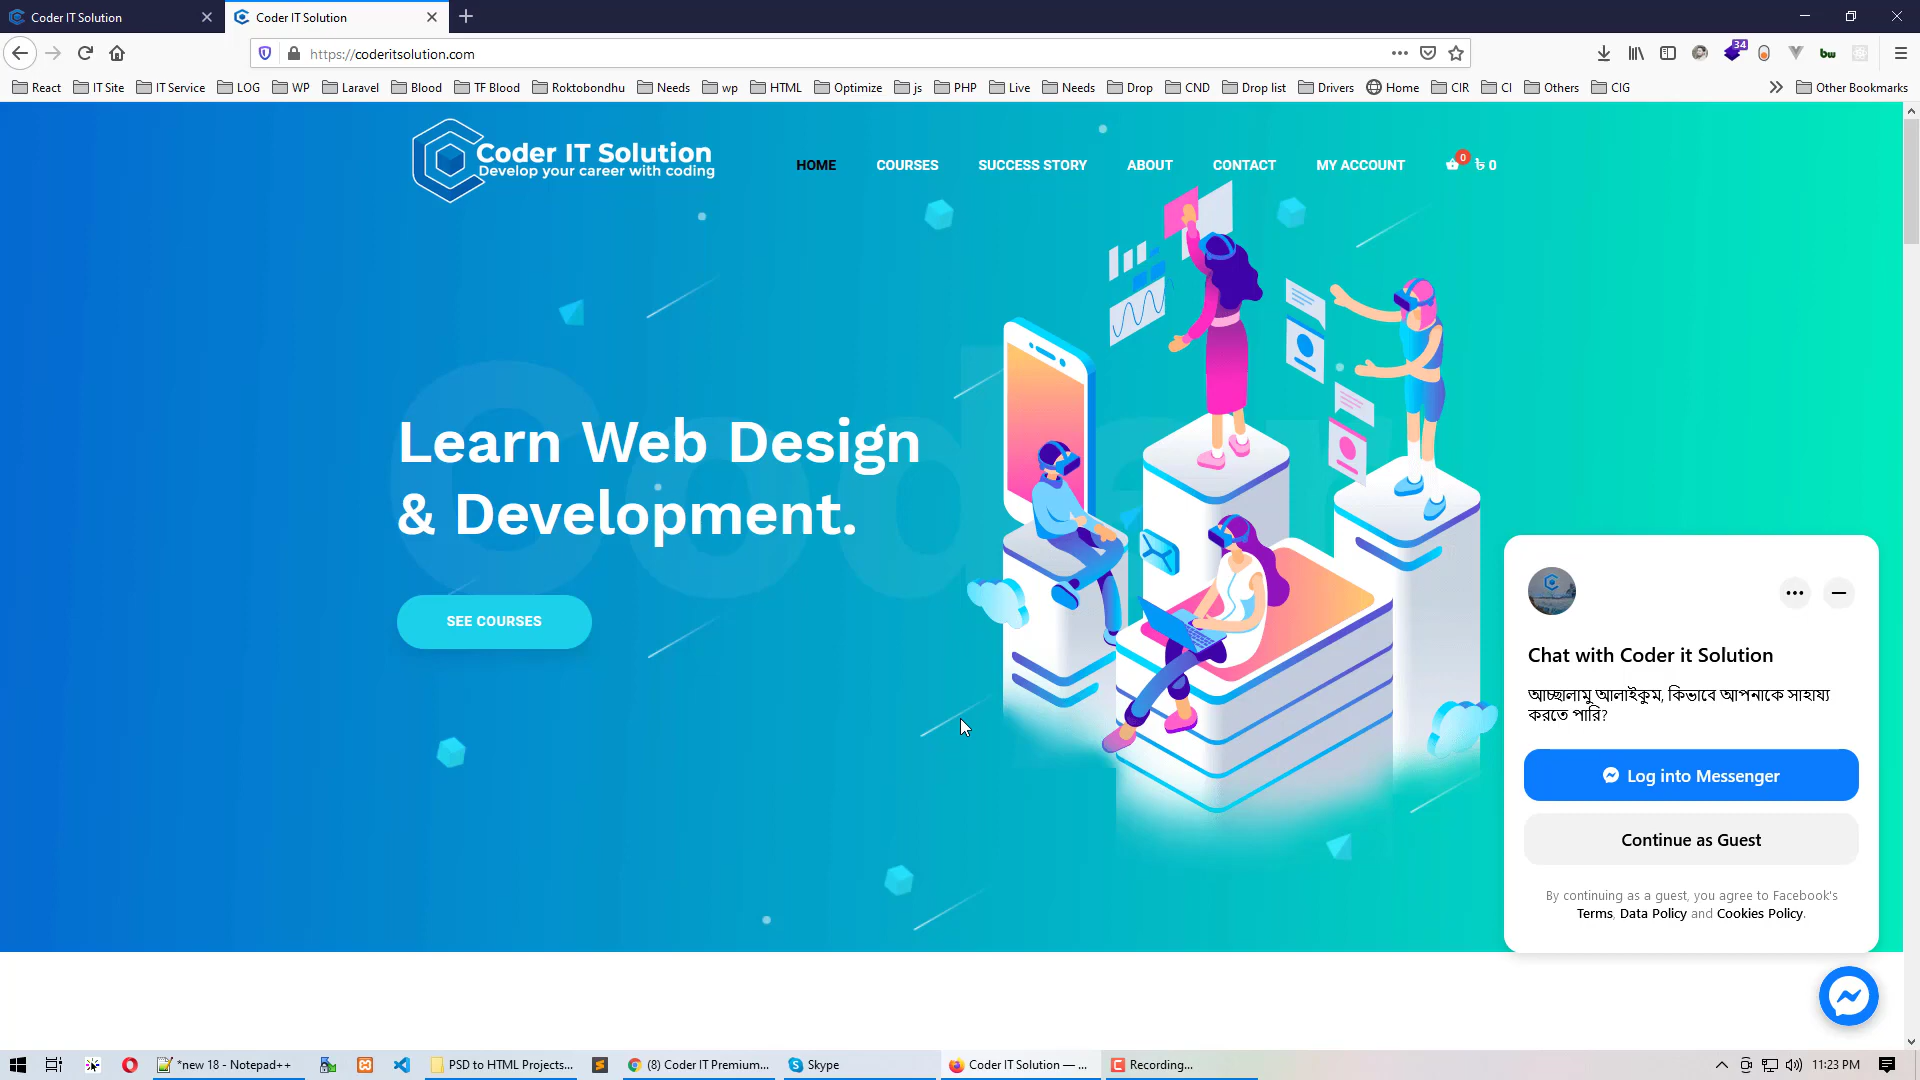 Coder IT Solution
Coder IT Solution
https://coderitsolution.com
34
bw
React
IT Site
IT Service
LOG
WP
Laravel
Blood
TF Blood
Roktobondhu
Needs
wp
HTML
Optimize
js
PHP
Live
Needs
Drop
CND
Drop list
Drivers
Home
CIR
CI
Others
CIG
Other Bookmarks
Coder IT Solution
Develop your career with coding
HOME
COURSES
SUCCESS STORY
ABOUT
CONTACT
MY ACCOUNT
0
৳ 0
Coder
Learn Web Design
& Development.
SEE COURSES
Chat with Coder it Solution
আচ্ছালামু আলাইকুম, কিভাবে আপনাকে সাহায্য
করতে পারি?
Log into Messenger
Continue as Guest
By continuing as a guest, you agree to Facebook's
Terms, Data Policy and Cookies Policy.
*new 18 - Notepad++
PSD to HTML Projects...
(8) Coder IT Premium...
Skype
Coder IT Solution — ...
Recording...
11:23 PM